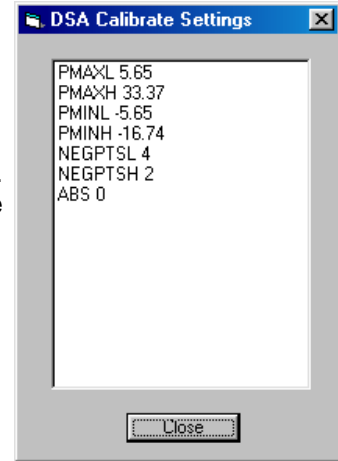 DSA Calibrate Settings
PMAXL 5.65
PMAXH 33.37
PMINL -5.65
PMINH -16.74
NEGPTSL 4
NEGPTSH 2
ABS 0
Close